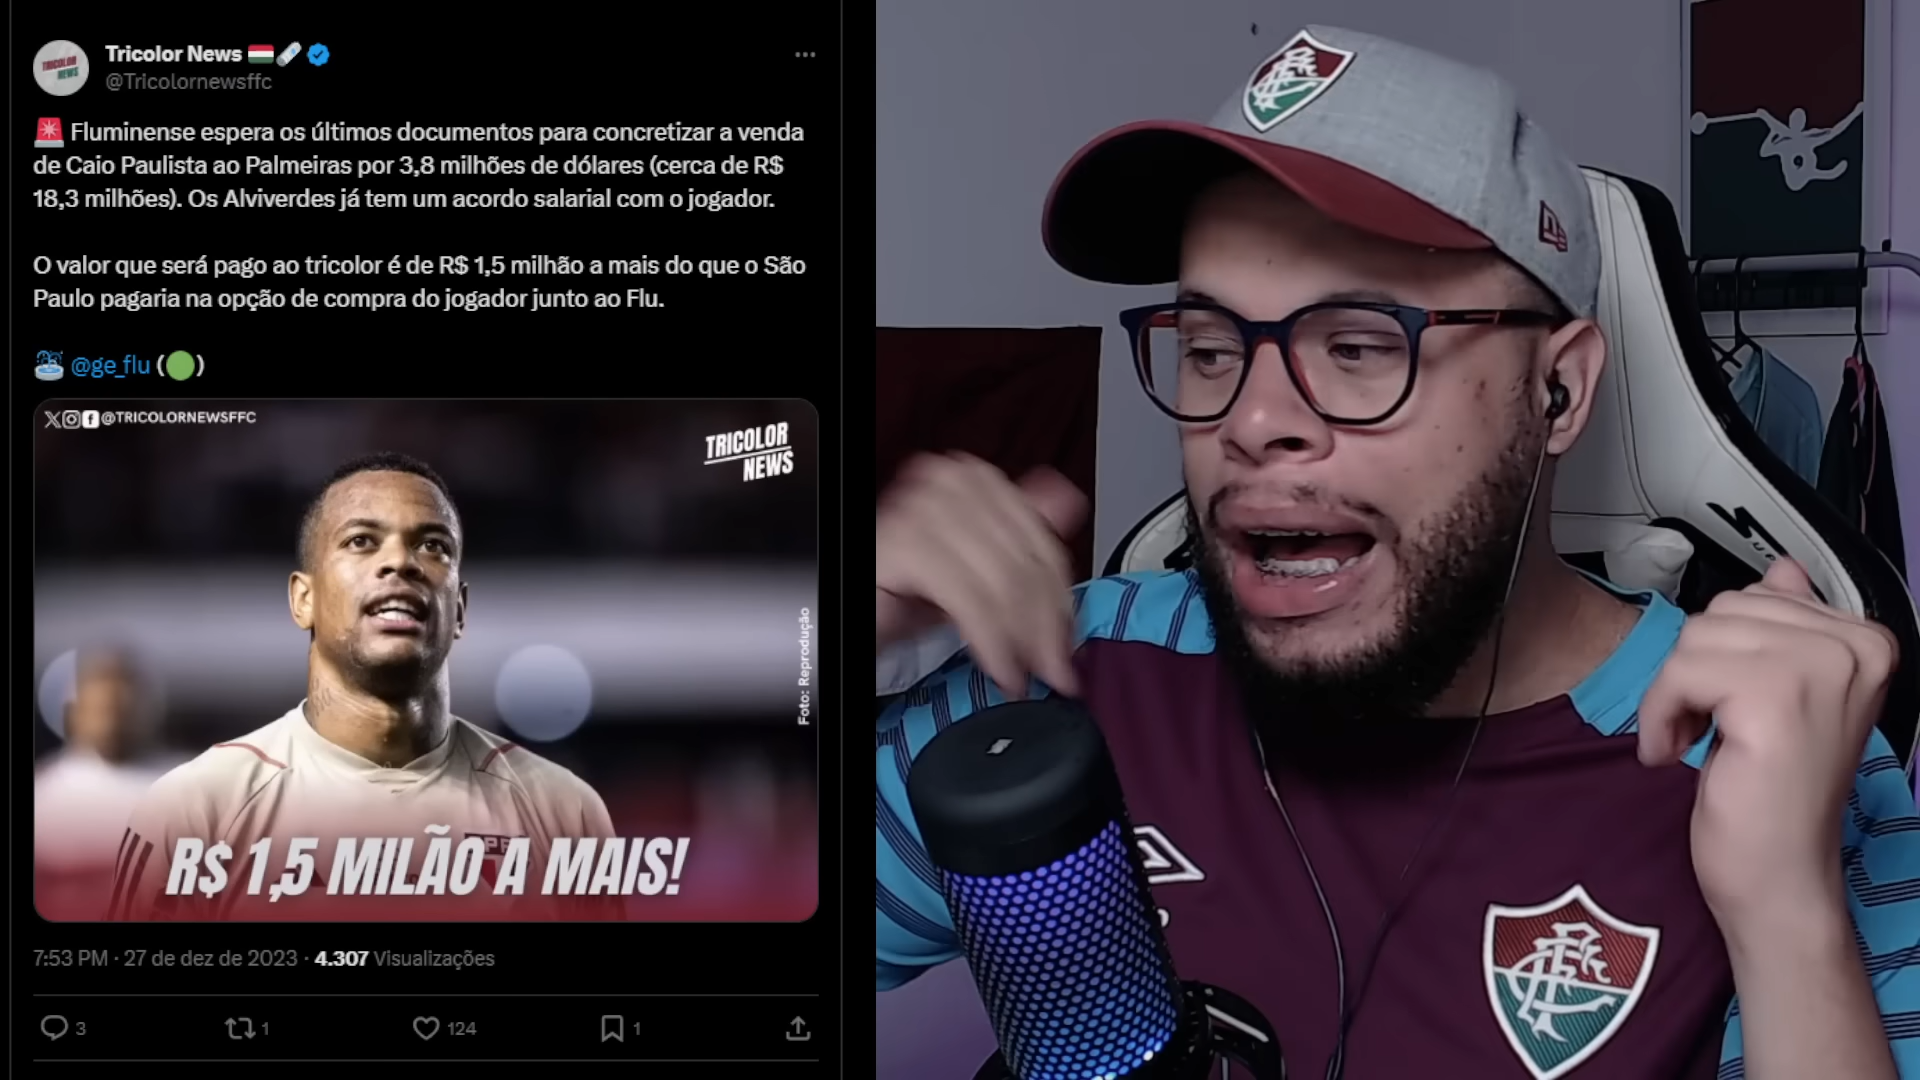 Tricolor News
@Tricolornewsffc
Fluminense espera os últimos documentos para concretizar a venda
de Caio Paulista ao Palmeiras por 3,8 milhões de dólares (cerca de R$
18,3 milhões). Os Alviverdes já tem um acordo salarial com o jogador.
O valor que será pago ao tricolor é de R$ 1,5 milhão a mais do que o São
Paulo pagaria na opção de compra do jogador junto ao Flu.
@ge_flu ( )
@TRICOLORNEWSFFC
TRICOLOR
NEWS
Foto: Reprodução
R$ 1,5 MILÃO A MAIS!
7:53 PM · 27 de dez de 2023 · 4.307 Visualizações
3
1
124
1